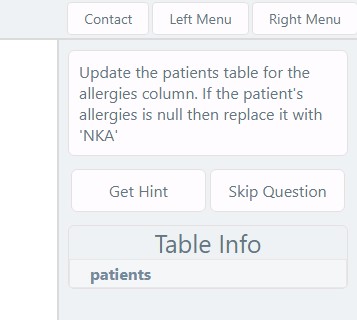 Contact
Left Menu
Right Menu
Update the patients table for the
allergies column. If the patient's
allergies is null then replace it with
'NKA'
Get Hint
Skip Question
Table Info
patients